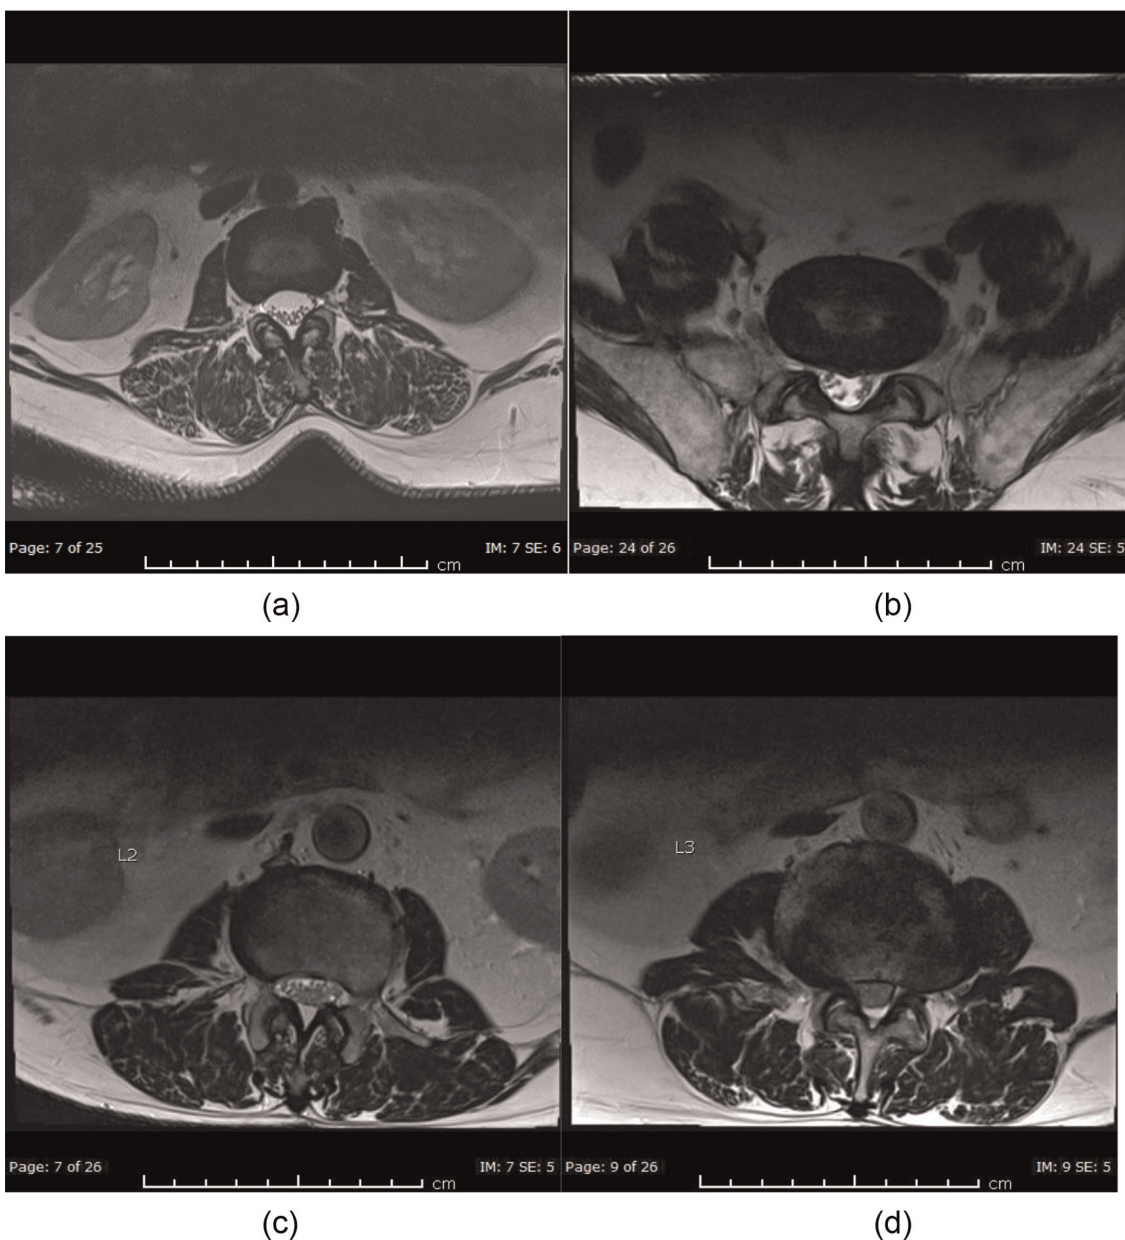 Page: 7 of 25
IM: 7 SE: 6
cm
Page: 24 of 26
IM: 24 SE: 5
cm
(a)
(b)
L2
L3
Page: 7 of 26
IM: 7 SE: 5
cm
Page: 9 of 26
IM: 9 SE: 5
cm
(c)
(d)